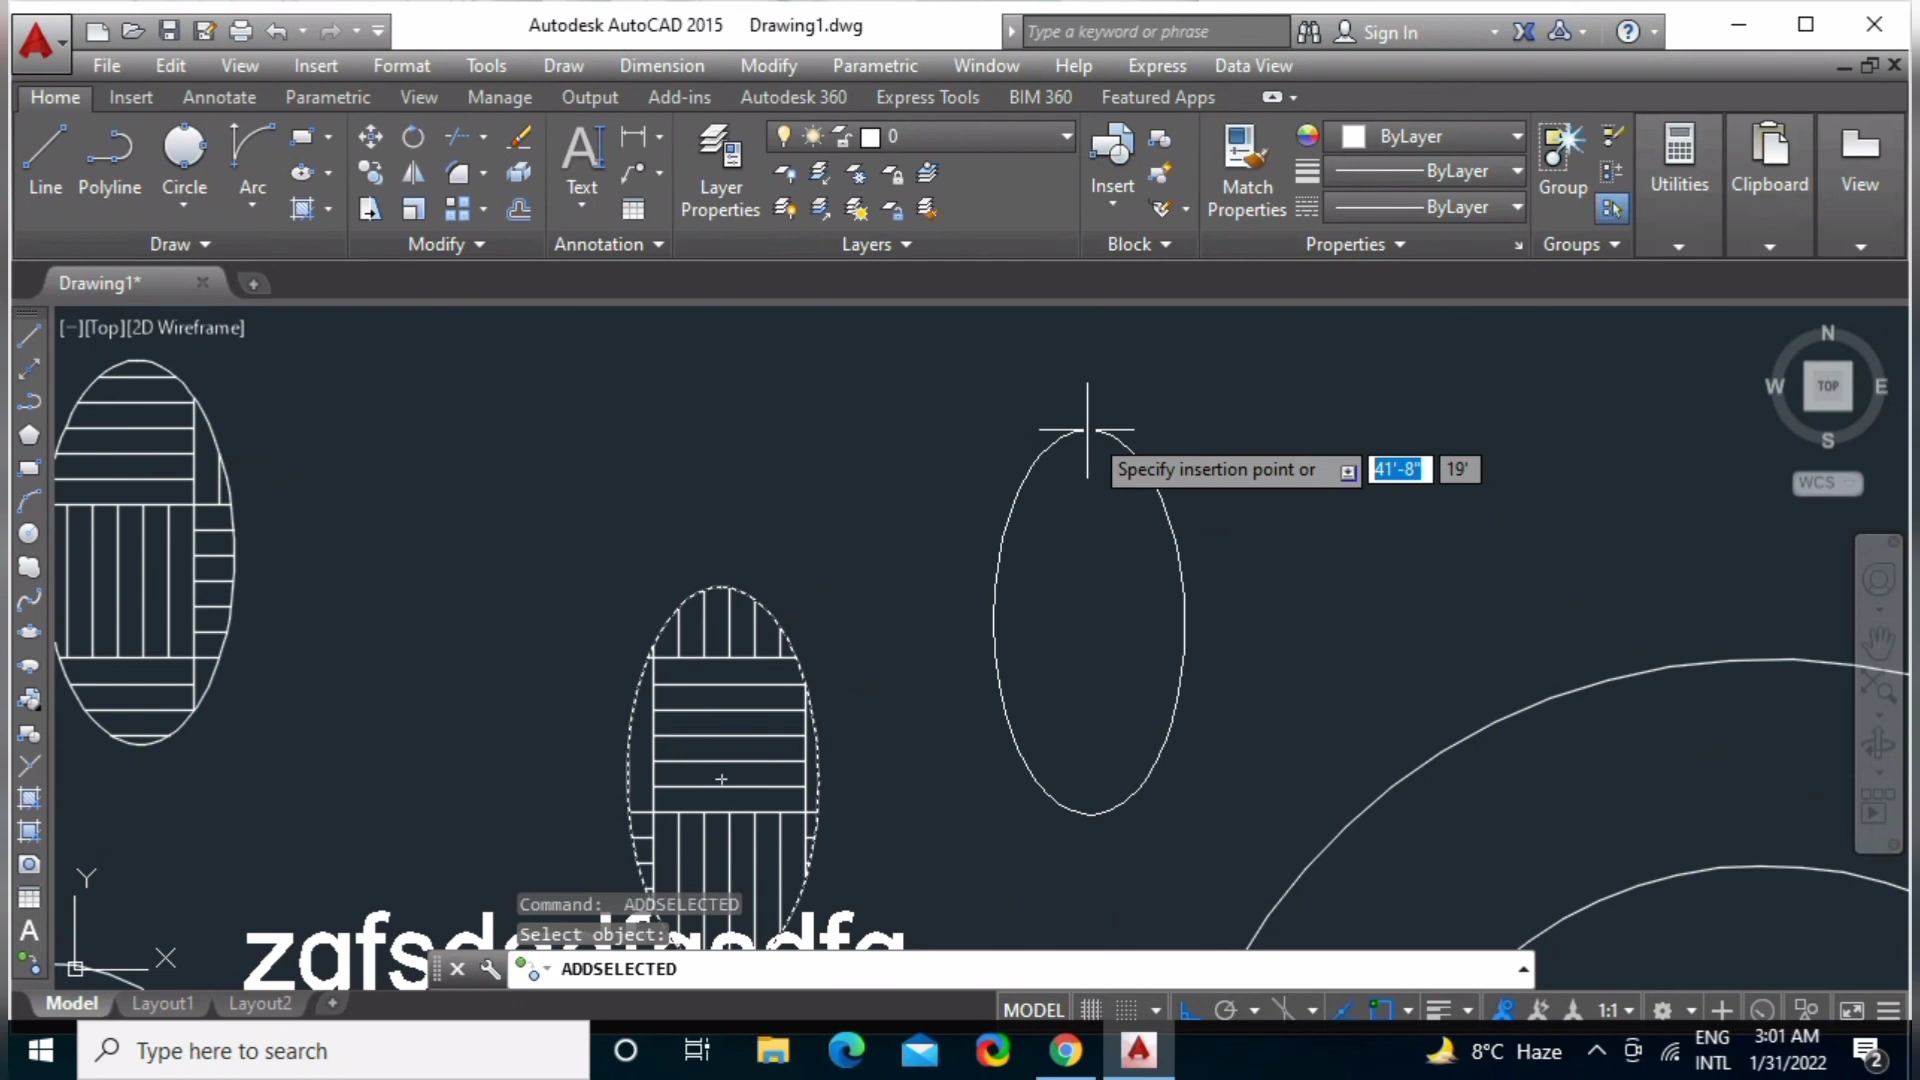 Autodesk AutoCAD 2015 Drawing1.dwg
Type a keyword or phrase
Sign In
File Edit View Insert Format Tools Draw Dimension Modify Parametric Window Help Express Data View
Home Insert Annotate Parametric View Manage Output Add-ins Autodesk 360 Express Tools BIM 360 Featured Apps
Line Polyline Circle Arc
Text
Layer Properties
0
Insert
Match Properties
ByLayer
ByLayer
ByLayer
Group
Utilities
Clipboard
View
Draw Modify Annotation Layers Block Properties Groups
Drawing1*
[−][Top][2D Wireframe]
N
W TOP E
S
WCS
Specify insertion point or 41'-8" 19'
Y
X
Command: ADDSELECTED
Select object:
ADDSELECTED
A
Model Layout1 Layout2
MODEL
1:1
Type here to search
8°C Haze
ENG
INTL
3:01 AM
1/31/2022
2